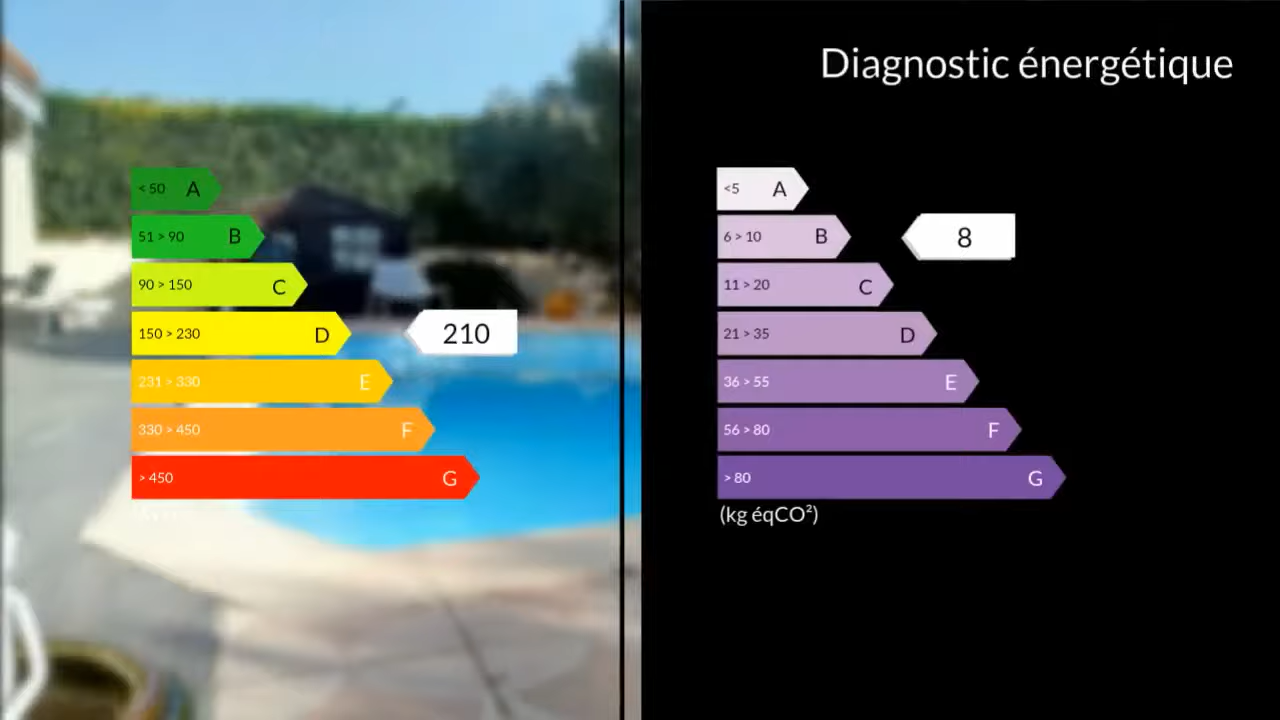 Diagnostic énergétique
< 50 A
51 > 90 B
90 > 150 C
150 > 230 D
210
231 > 330 E
330 > 450 F
> 450 G
<5 A
6 > 10 B
8
11 > 20 C
21 > 35 D
36 > 55 E
56 > 80 F
> 80 G
(kg éqCO²)